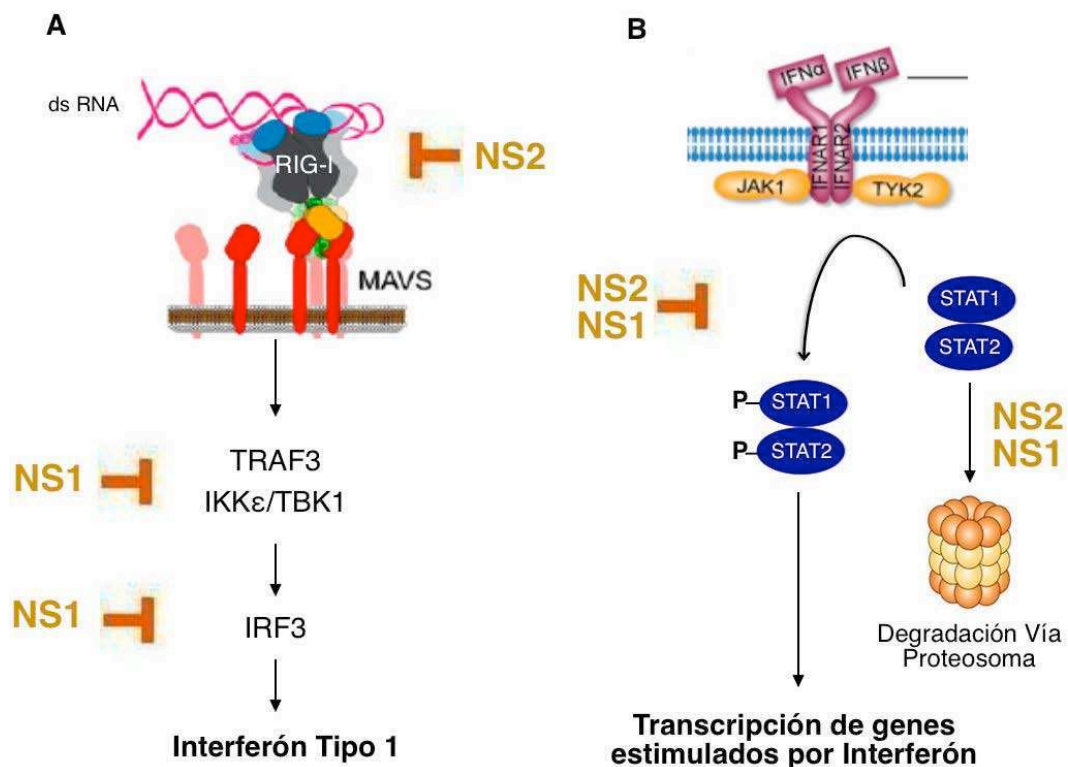 A
ds RNA
RIG-I
NS2
MAVS
NS1
TRAF3
IKKε/TBK1
NS1
IRF3
Interferón Tipo 1
B
IFNα
IFNβ
IFNAR1
IFNAR2
JAK1
TYK2
NS2
NS1
STAT1
STAT2
P
STAT1
P
STAT2
NS2
NS1
Degradación Vía
Proteosoma
Transcripción de genes
estimulados por Interferón